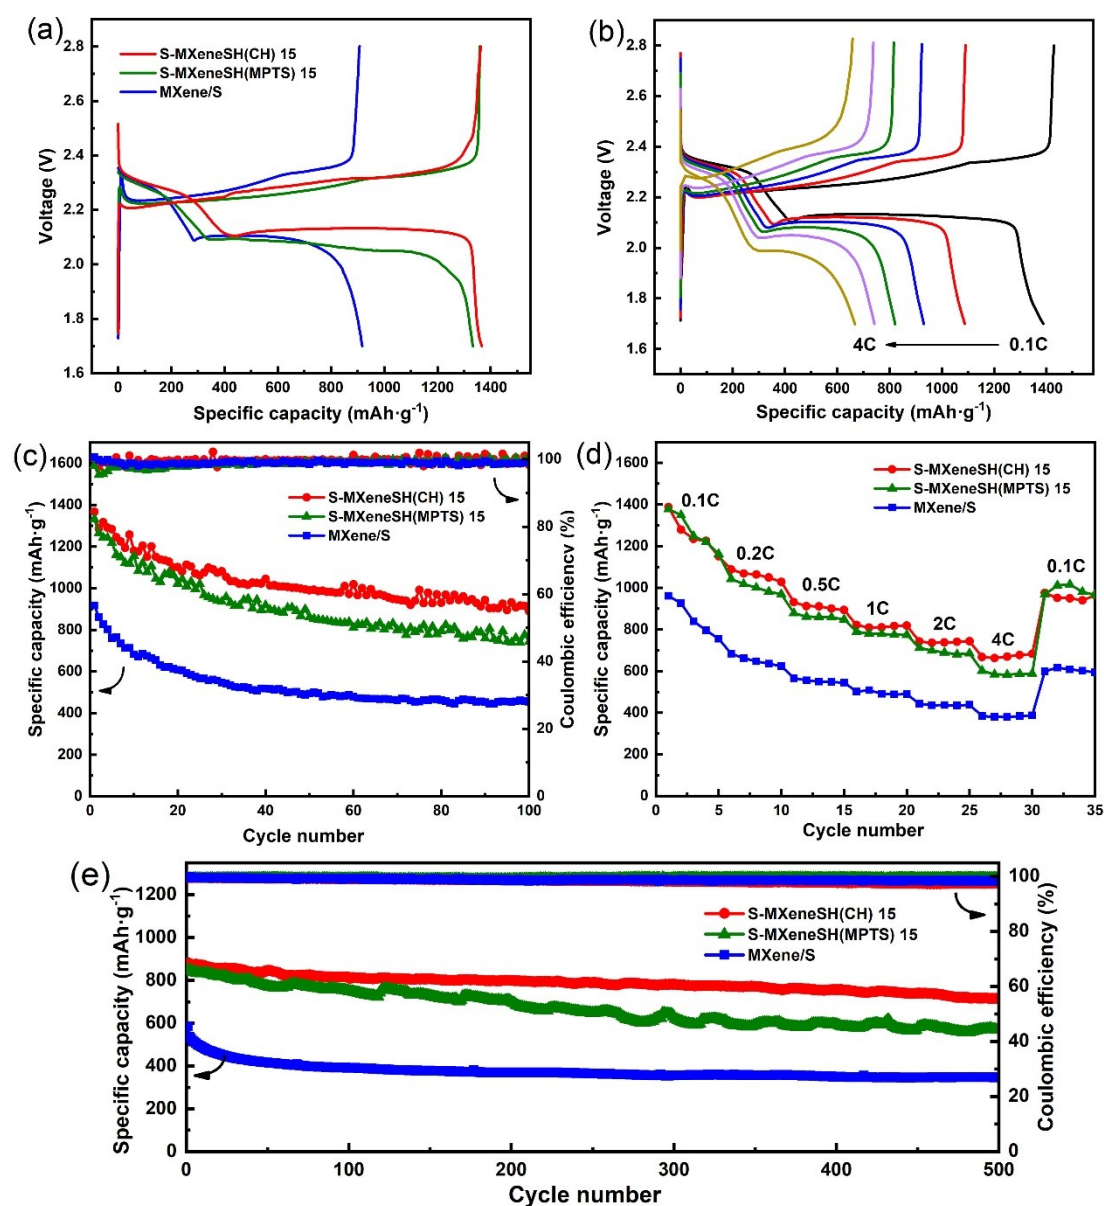 (a)
S-MXeneSH(CH) 15
S-MXeneSH(MPTS) 15
MXene/S
Voltage (V)
2.8
2.6
2.4
2.2
2.0
1.8
1.6
0 200 400 600 800 1000 1200 1400
Specific capacity (mAh·g⁻¹)
(b)
Voltage (V)
2.8
2.6
2.4
2.2
2.0
1.8
1.6
4C 0.1C
0 200 400 600 800 1000 1200 1400
Specific capacity (mAh·g⁻¹)
(c)
S-MXeneSH(CH) 15
S-MXeneSH(MPTS) 15
MXene/S
Specific capacity (mAh·g⁻¹)
1600
1400
1200
1000
800
600
400
200
0
Coulombic efficiency (%)
100
80
60
40
20
0
0 20 40 60 80 100
Cycle number
(d)
S-MXeneSH(CH) 15
S-MXeneSH(MPTS) 15
MXene/S
0.1C
0.2C
0.5C
1C
2C
4C
0.1C
Specific capacity (mAh·g⁻¹)
1600
1400
1200
1000
800
600
400
200
0
0 5 10 15 20 25 30 35
Cycle number
(e)
S-MXeneSH(CH) 15
S-MXeneSH(MPTS) 15
MXene/S
Specific capacity (mAh·g⁻¹)
1200
1000
800
600
400
200
0
Coulombic efficiency (%)
100
80
60
40
20
0
0 100 200 300 400 500
Cycle number